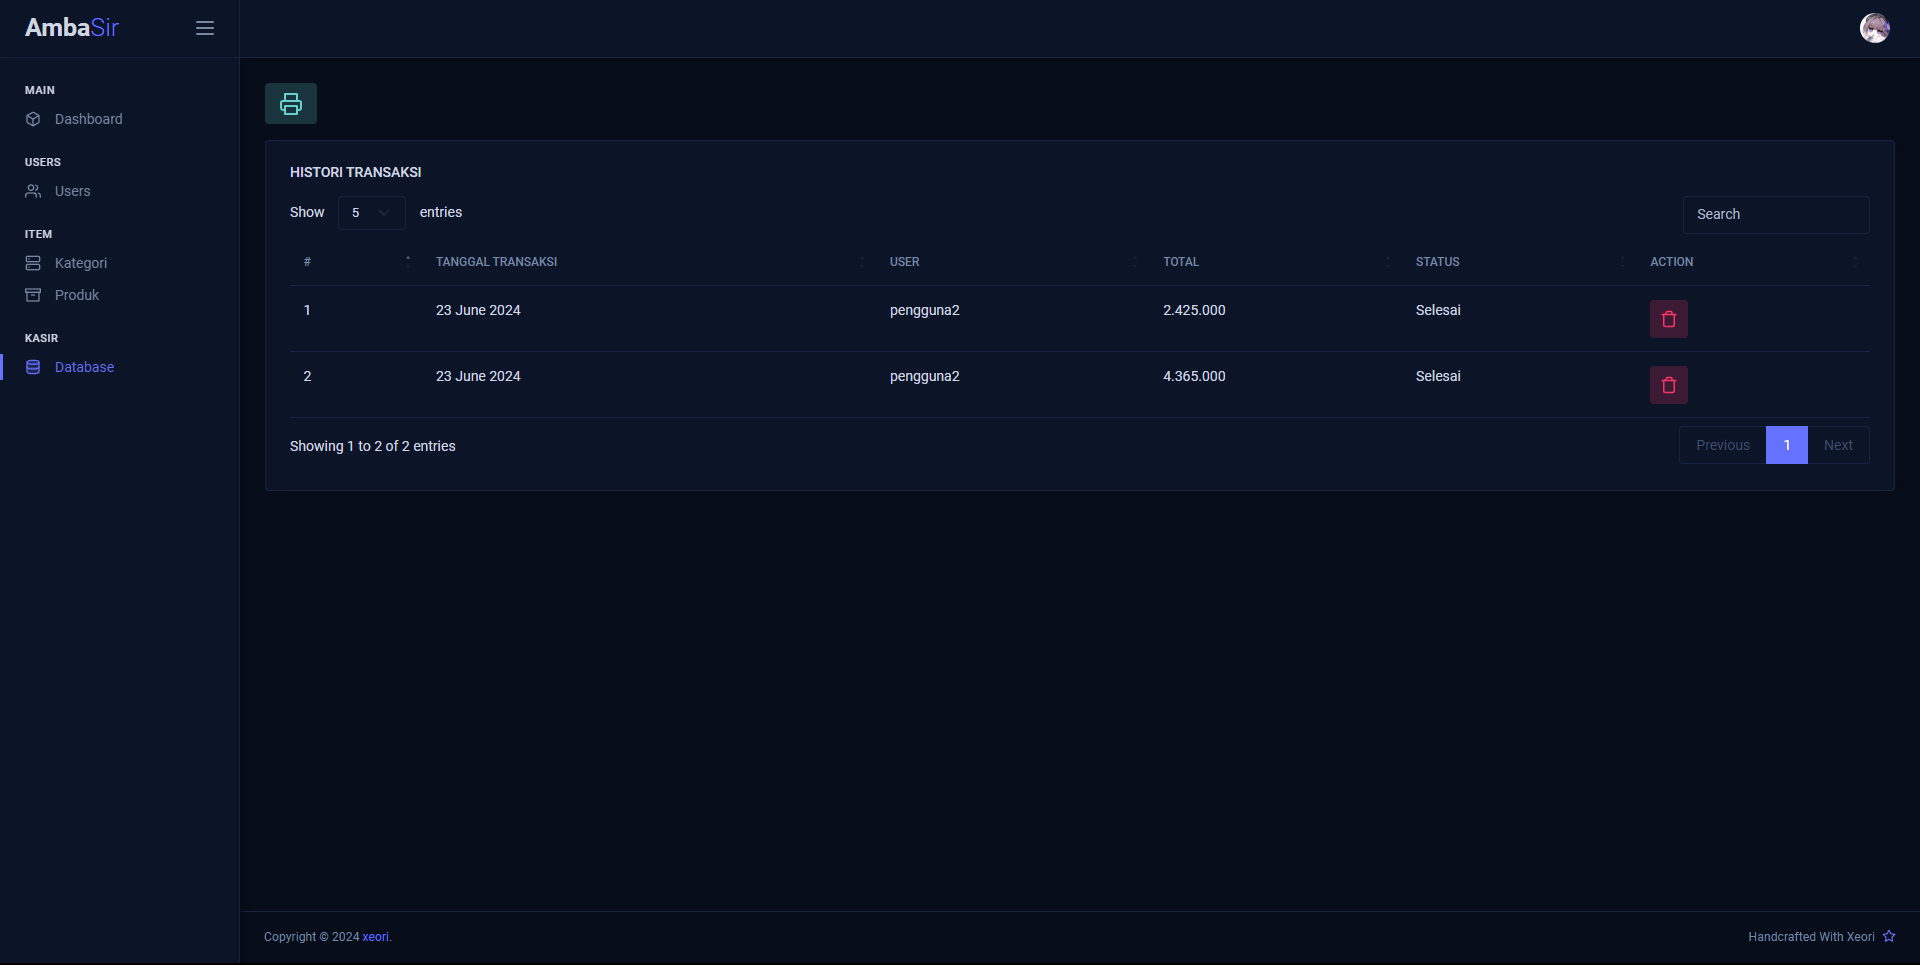 AmbaSir
MAIN
Dashboard
USERS
Users
ITEM
Kategori
Produk
KASIR
Database
HISTORI TRANSAKSI
Show 5 entries
Search
# TANGGAL TRANSAKSI USER TOTAL STATUS ACTION
1 23 June 2024 pengguna2 2.425.000 Selesai
2 23 June 2024 pengguna2 4.365.000 Selesai
Showing 1 to 2 of 2 entries
Previous 1 Next
Copyright © 2024 xeori.
Handcrafted With Xeori